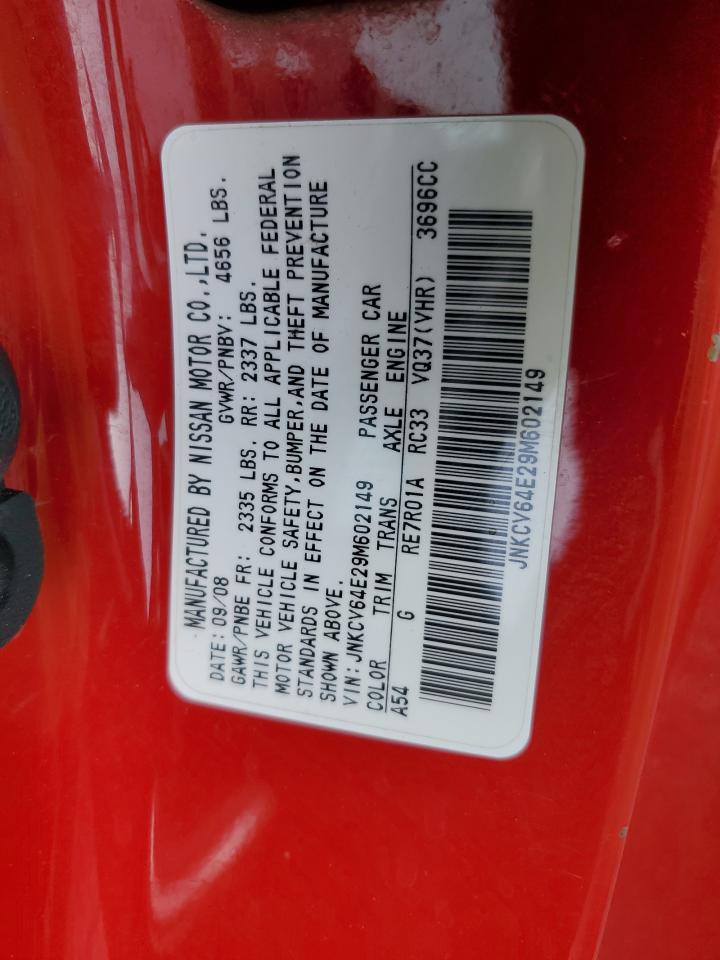 MANUFACTURED BY NISSAN MOTOR CO.,LTD.
DATE: 09/08 GVWR/PNBV: 4656 LBS.
GAWR/PNBE FR: 2335 LBS. RR: 2337 LBS.
THIS VEHICLE CONFORMS TO ALL APPLICABLE FEDERAL
MOTOR VEHICLE SAFETY,BUMPER,AND THEFT PREVENTION
STANDARDS IN EFFECT ON THE DATE OF MANUFACTURE
SHOWN ABOVE.
VIN:JNKCV64E29M602149 PASSENGER CAR
COLOR TRIM TRANS AXLE ENGINE
A54 G RE7R01A RC33 VQ37(VHR) 3696CC
JNKCV64E29M602149